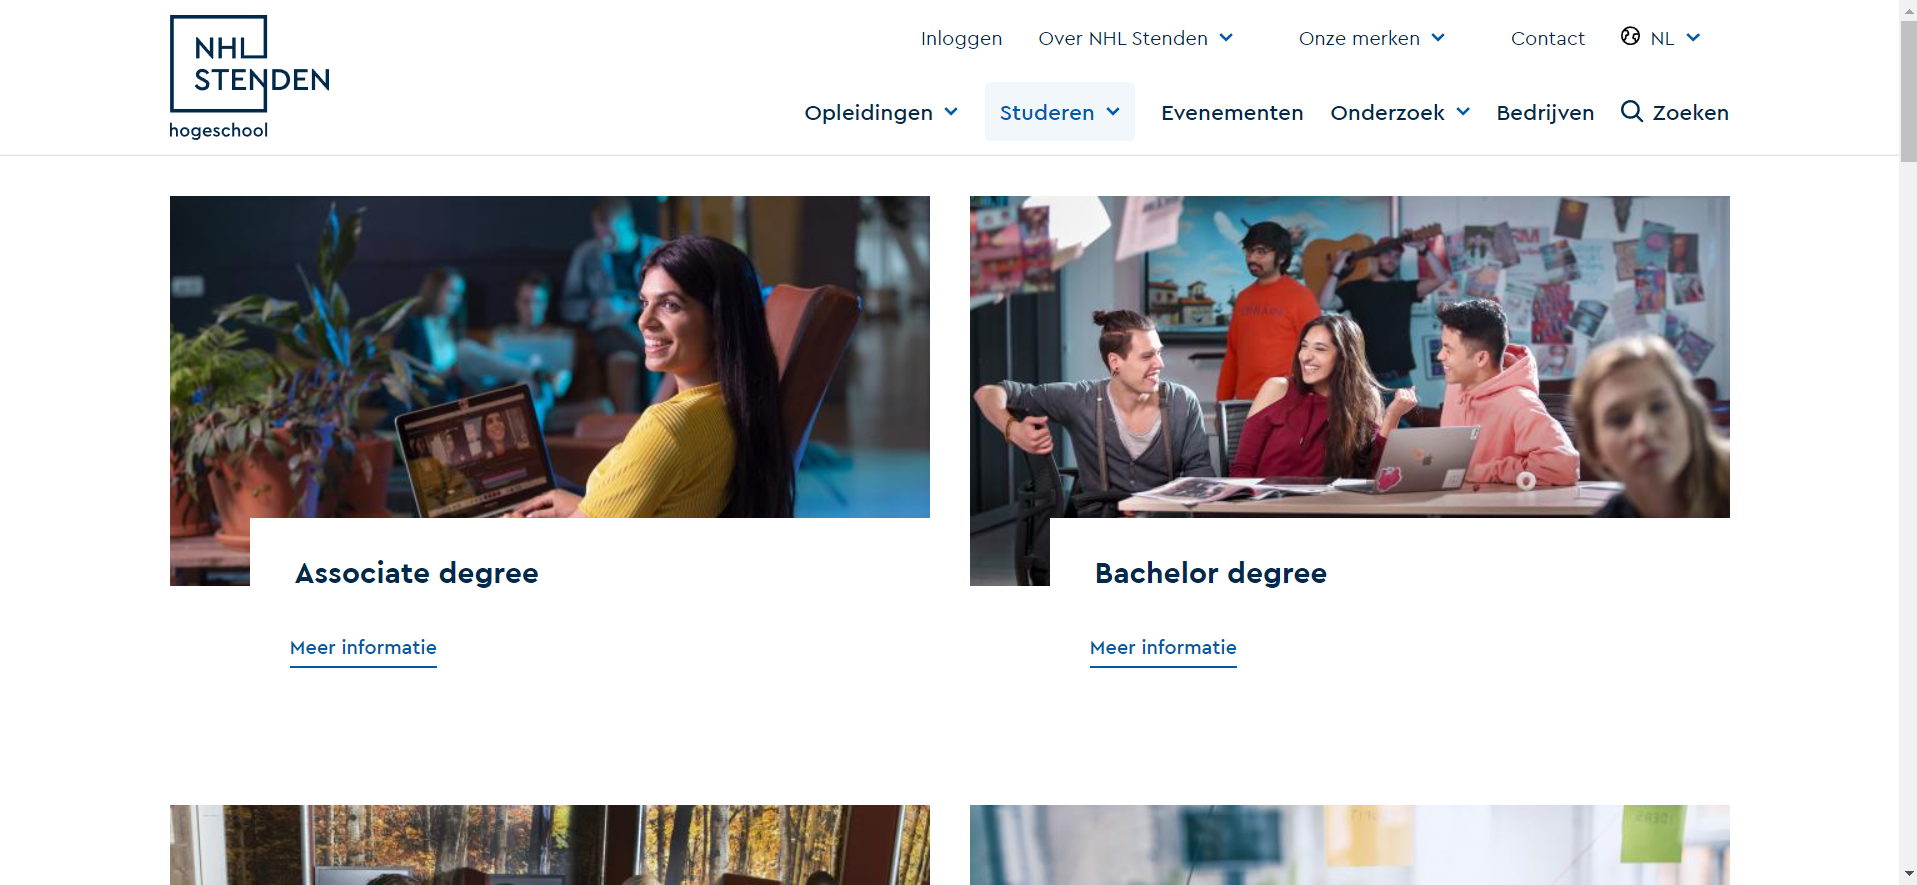 NHL
STENDEN
hogeschool
Inloggen Over NHL Stenden Onze merken Contact NL
Opleidingen Studeren Evenementen Onderzoek Bedrijven Zoeken
Associate degree
Meer informatie
Bachelor degree
Meer informatie